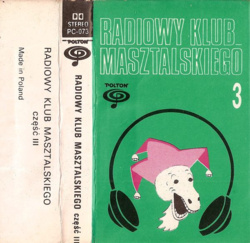 Made in Poland
RADIOWY KLUB MASZTALSKIEGO
część III
STEREO
PC-073
POLTON
RADIOWY KLUB MASZTALSKIEGO część III
RADIOWY KLUB
MASZTALSKIEGO
POLTON
3